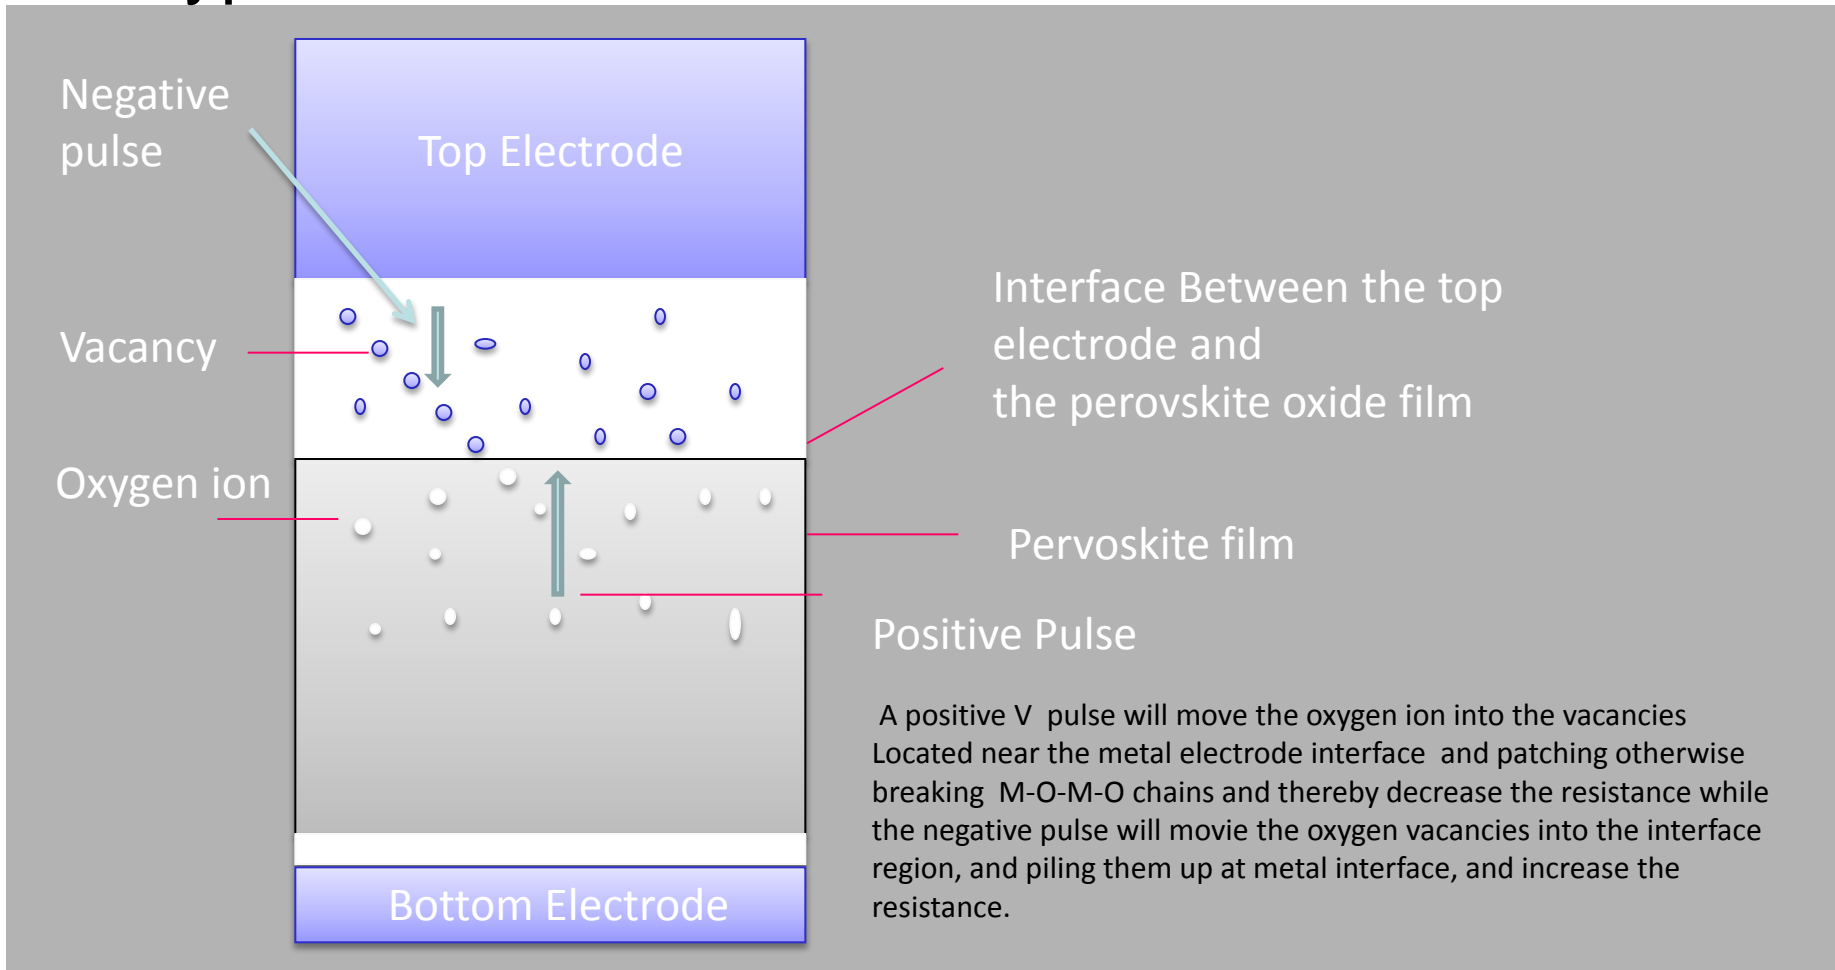 Negative
pulse
Top Electrode
Vacancy
Interface Between the top
electrode and
the perovskite oxide film
Oxygen ion
Pervoskite film
Positive Pulse
A positive V pulse will move the oxygen ion into the vacancies
Located near the metal electrode interface and patching otherwise
breaking M-O-M-O chains and thereby decrease the resistance while
the negative pulse will movie the oxygen vacancies into the interface
region, and piling them up at metal interface, and increase the
resistance.
Bottom Electrode